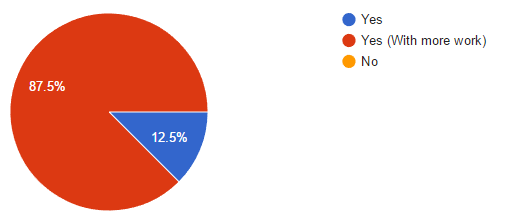 87.5%
12.5%
Yes
Yes (With more work)
No